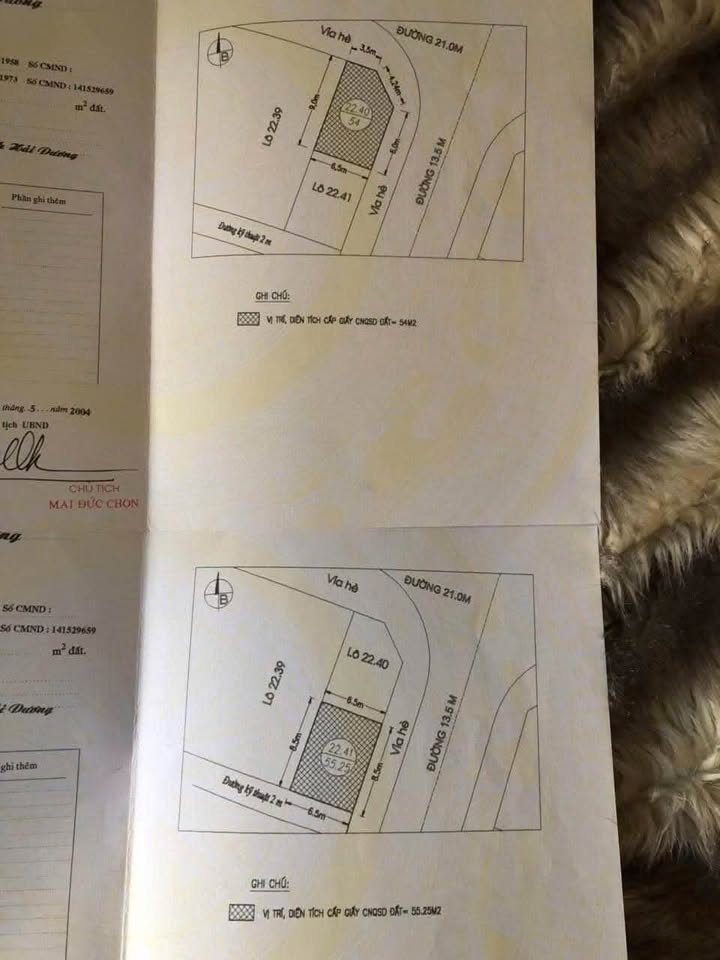 1958 Số CMND :
1973 Số CMND : 141529659
m² đất.
Hải Dương
Phần ghi thêm
tháng 5 ... năm 2004
tịch UBND
CHỦ TỊCH
MAI ĐỨC CHỌN
B
Vỉa hè
ĐƯỜNG 21.0M
3,5m
4,24m
9,0m
22.40
54
LÔ 22.39
6,0m
6,5m
LÔ 22.41
Vỉa hè
ĐƯỜNG 13.5 M
Đường kỹ thuật 2 m
GHI CHÚ:
VỊ TRÍ, DIỆN TÍCH CẤP GIẤY CNQSD ĐẤT= 54M2
Số CMND :
Số CMND : 141529659
m² đất.
Dương
ghi thêm
B
Vỉa hè
ĐƯỜNG 21.0M
LÔ 22.40
LÔ 22.39
6.5m
8,5m
22.41
55.25
8,5m
Vỉa hè
ĐƯỜNG 13.5 M
Đường kỹ thuật 2 m
6.5m
GHI CHÚ:
VỊ TRÍ, DIỆN TÍCH CẤP GIẤY CNQSD ĐẤT= 55.25M2